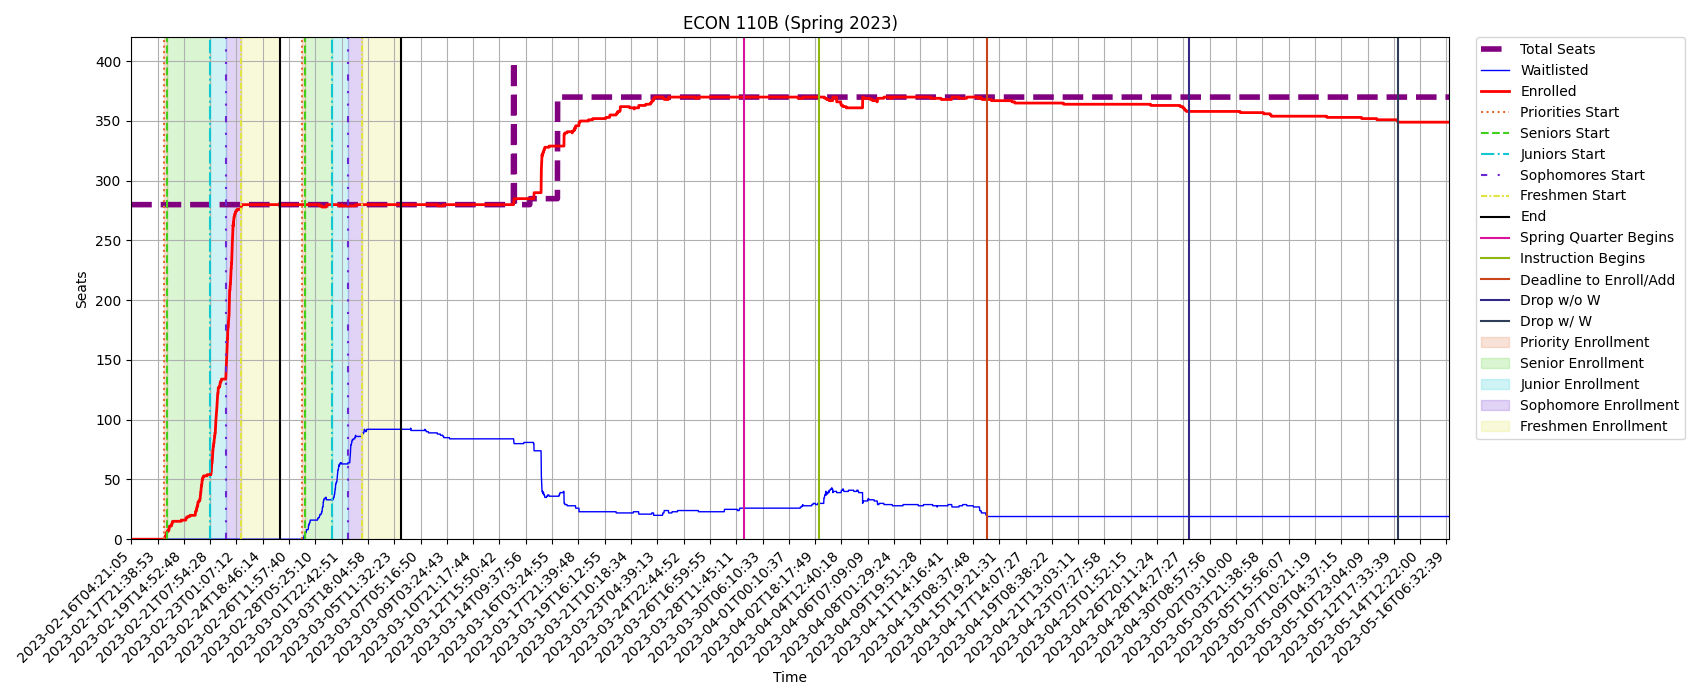 ECON 110B (Spring 2023)
Seats
400
350
300
250
200
150
100
50
0
2023-02-16T04:21:05
2023-02-17T21:38:53
2023-02-19T14:52:48
2023-02-21T07:54:28
2023-02-23T01:07:12
2023-02-24T18:46:14
2023-02-26T11:57:40
2023-02-28T05:25:10
2023-03-01T22:42:51
2023-03-03T18:04:58
2023-03-05T11:32:23
2023-03-07T05:16:50
2023-03-09T03:24:43
2023-03-10T21:17:44
2023-03-12T15:50:42
2023-03-14T09:37:56
2023-03-16T03:24:55
2023-03-17T21:39:48
2023-03-19T16:12:55
2023-03-21T10:18:34
2023-03-23T04:39:13
2023-03-24T22:44:52
2023-03-26T16:59:55
2023-03-28T11:45:11
2023-03-30T06:10:33
2023-04-01T00:10:37
2023-04-02T18:17:49
2023-04-04T12:40:18
2023-04-06T07:09:09
2023-04-08T01:29:24
2023-04-09T19:51:28
2023-04-11T14:16:41
2023-04-13T08:37:48
2023-04-15T19:21:31
2023-04-17T14:07:27
2023-04-19T08:38:22
2023-04-21T13:03:11
2023-04-23T07:27:58
2023-04-25T01:52:15
2023-04-26T20:11:24
2023-04-28T14:27:27
2023-04-30T08:57:56
2023-05-02T03:10:00
2023-05-03T21:38:58
2023-05-05T15:56:07
2023-05-07T10:21:19
2023-05-09T04:37:15
2023-05-10T23:04:09
2023-05-12T17:33:39
2023-05-14T12:22:00
2023-05-16T06:32:39
Time
Total Seats
Waitlisted
Enrolled
Priorities Start
Seniors Start
Juniors Start
Sophomores Start
Freshmen Start
End
Spring Quarter Begins
Instruction Begins
Deadline to Enroll/Add
Drop w/o W
Drop w/ W
Priority Enrollment
Senior Enrollment
Junior Enrollment
Sophomore Enrollment
Freshmen Enrollment